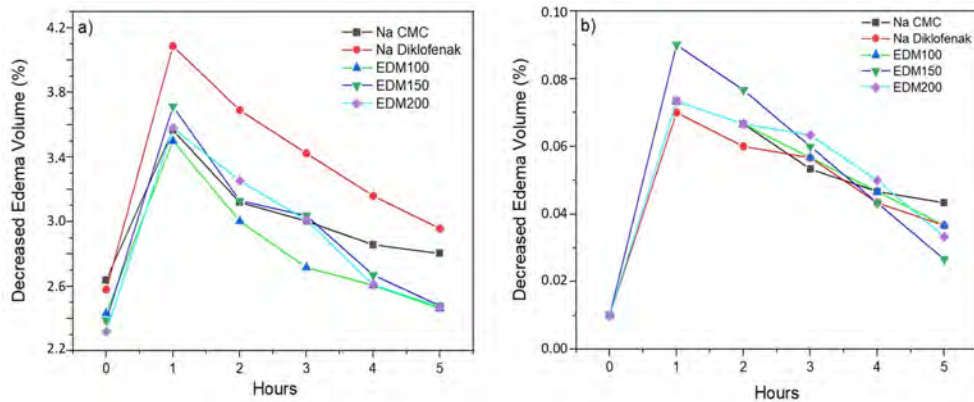 a)
Na CMC
Na Diklofenak
EDM100
EDM150
EDM200
Decreased Edema Volume (%)
4.2
3.8
3.4
3.0
2.6
2.2
0 1 2 3 4 5
Hours
b)
Na CMC
Na Diklofenak
EDM100
EDM150
EDM200
Decreased Edema Volume (%)
0.10
0.08
0.06
0.04
0.02
0.00
0 1 2 3 4 5
Hours